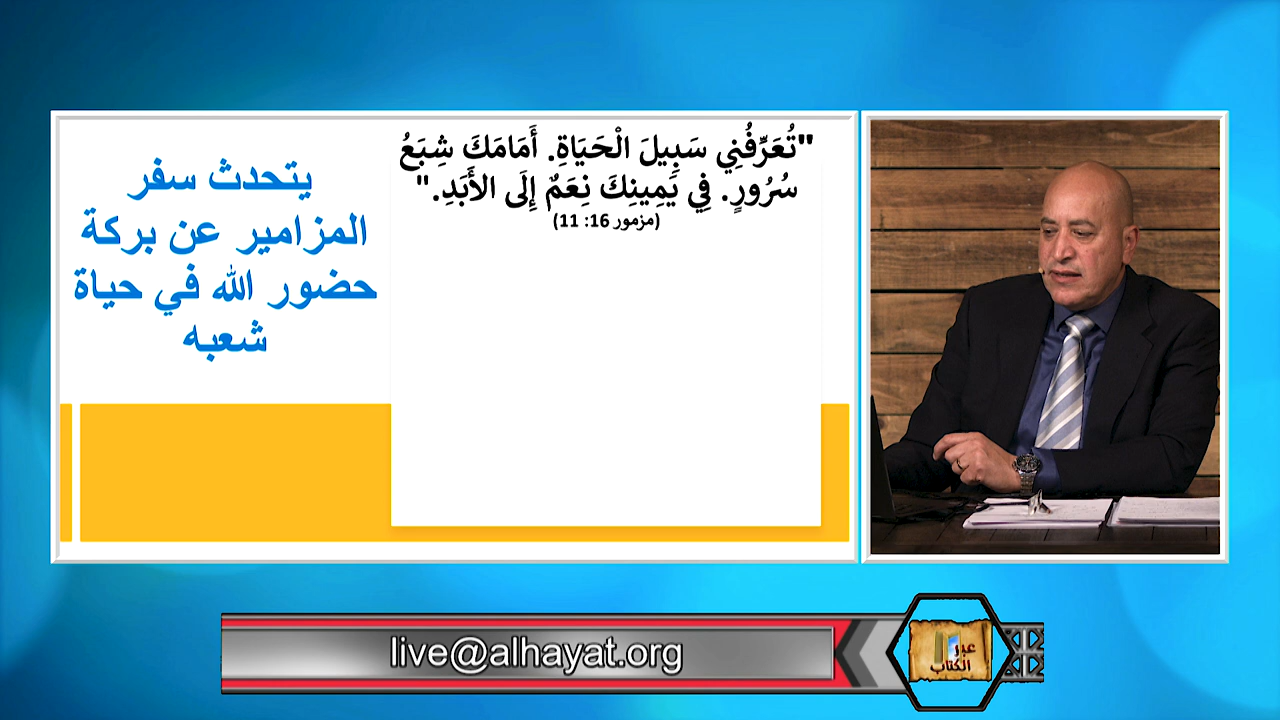 يتحدث سفر
المزامير عن بركة
حضور الله في حياة
شعبه
"تُعَرِّفُنِي سَبِيلَ الْحَيَاةِ. أَمَامَكَ شِبَعُ
سُرُورٍ. فِي يَمِينِكَ نِعَمٌ إِلَى الأَبَدِ."
(مزمور 16: 11)
live@alhayat.org
عبر
الكتاب